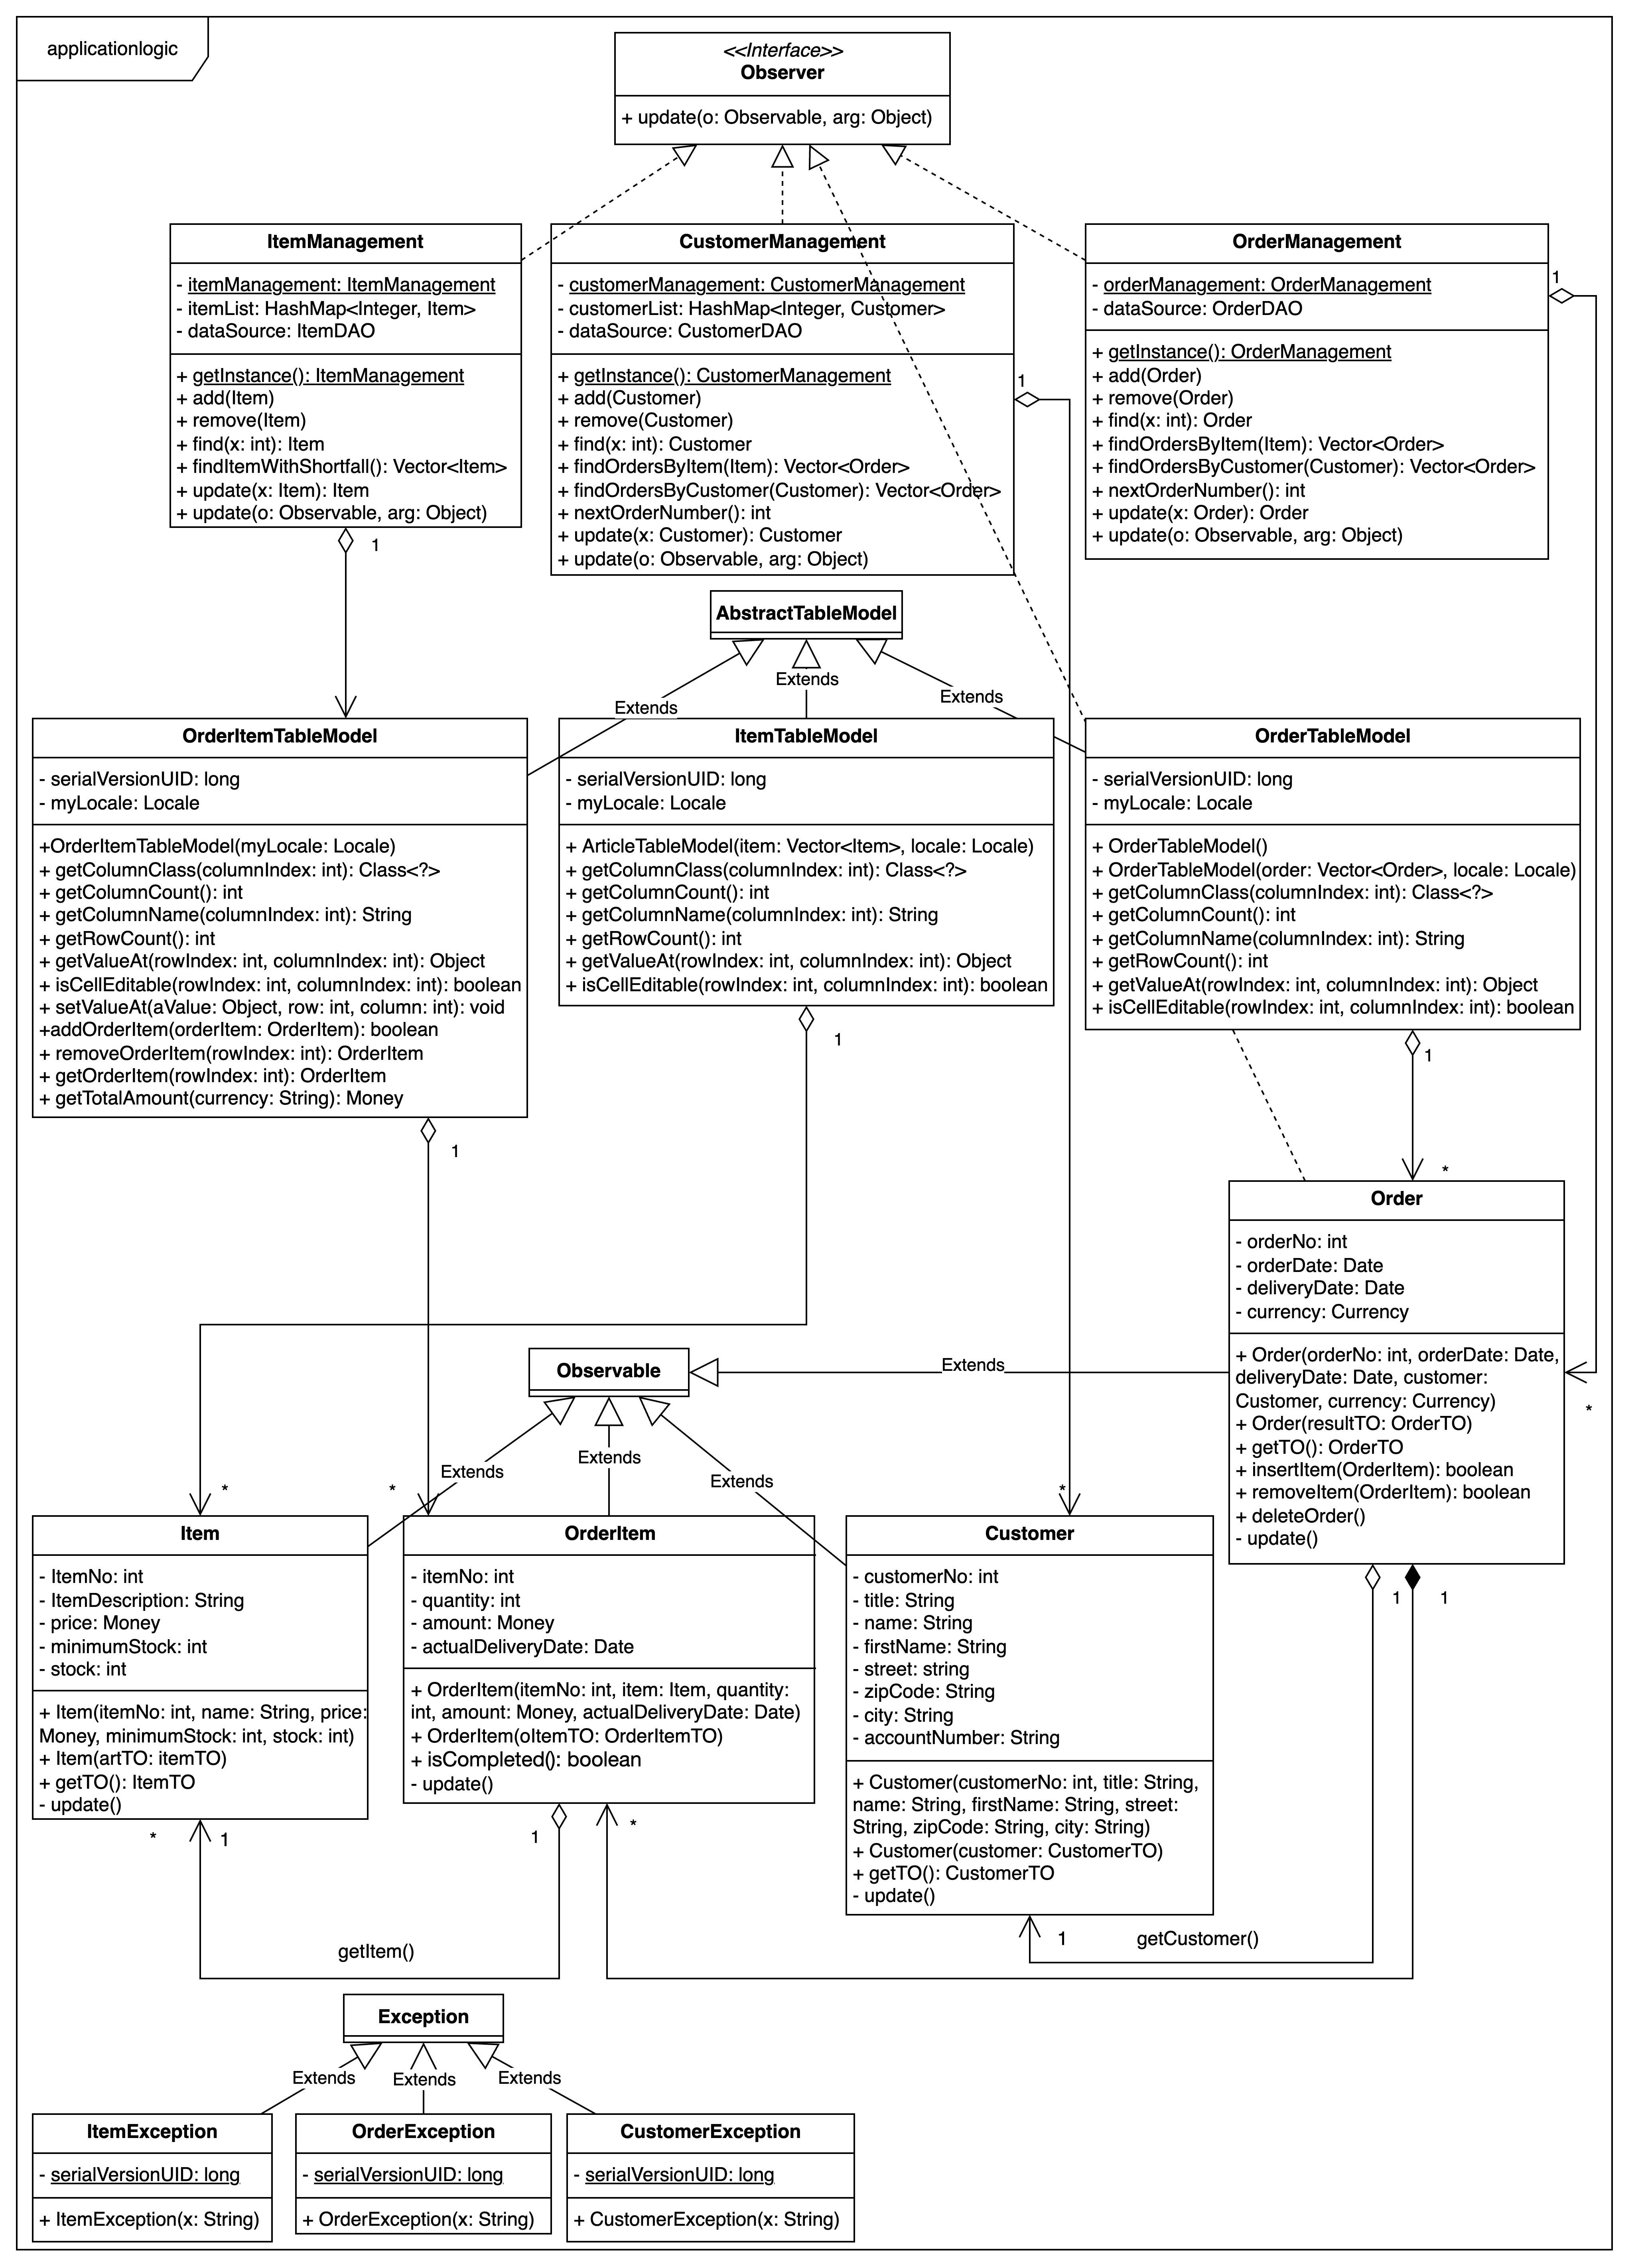 applicationlogic
<<Interface>>
Observer
+ update(o: Observable, arg: Object)
ItemManagement
- itemManagement: ItemManagement
- itemList: HashMap<Integer, Item>
- dataSource: ItemDAO
+ getInstance(): ItemManagement
+ add(Item)
+ remove(Item)
+ find(x: int): Item
+ findItemWithShortfall(): Vector<Item>
+ update(x: Item): Item
+ update(o: Observable, arg: Object)
1
CustomerManagement
- customerManagement: CustomerManagement
- customerList: HashMap<Integer, Customer>
- dataSource: CustomerDAO
+ getInstance(): CustomerManagement
+ add(Customer)
+ remove(Customer)
+ find(x: int): Customer
+ findOrdersByItem(Item): Vector<Order>
+ findOrdersByCustomer(Customer): Vector<Order>
+ nextOrderNumber(): int
+ update(x: Customer): Customer
+ update(o: Observable, arg: Object)
1
OrderManagement
- orderManagement: OrderManagement
- dataSource: OrderDAO
+ getInstance(): OrderManagement
+ add(Order)
+ remove(Order)
+ find(x: int): Order
+ findOrdersByItem(Item): Vector<Order>
+ findOrdersByCustomer(Customer): Vector<Order>
+ nextOrderNumber(): int
+ update(x: Order): Order
+ update(o: Observable, arg: Object)
1
AbstractTableModel
Extends
Extends
Extends
OrderItemTableModel
- serialVersionUID: long
- myLocale: Locale
+OrderItemTableModel(myLocale: Locale)
+ getColumnClass(columnIndex: int): Class<?>
+ getColumnCount(): int
+ getColumnName(columnIndex: int): String
+ getRowCount(): int
+ getValueAt(rowIndex: int, columnIndex: int): Object
+ isCellEditable(rowIndex: int, columnIndex: int): boolean
+ setValueAt(aValue: Object, row: int, column: int): void
+addOrderItem(orderItem: OrderItem): boolean
+ removeOrderItem(rowIndex: int): OrderItem
+ getOrderItem(rowIndex: int): OrderItem
+ getTotalAmount(currency: String): Money
1
ItemTableModel
- serialVersionUID: long
- myLocale: Locale
+ ArticleTableModel(item: Vector<Item>, locale: Locale)
+ getColumnClass(columnIndex: int): Class<?>
+ getColumnCount(): int
+ getColumnName(columnIndex: int): String
+ getRowCount(): int
+ getValueAt(rowIndex: int, columnIndex: int): Object
+ isCellEditable(rowIndex: int, columnIndex: int): boolean
1
OrderTableModel
- serialVersionUID: long
- myLocale: Locale
+ OrderTableModel()
+ OrderTableModel(order: Vector<Order>, locale: Locale)
+ getColumnClass(columnIndex: int): Class<?>
+ getColumnCount(): int
+ getColumnName(columnIndex: int): String
+ getRowCount(): int
+ getValueAt(rowIndex: int, columnIndex: int): Object
+ isCellEditable(rowIndex: int, columnIndex: int): boolean
1
*
Order
- orderNo: int
- orderDate: Date
- deliveryDate: Date
- currency: Currency
+ Order(orderNo: int, orderDate: Date,
deliveryDate: Date, customer:
Customer, currency: Currency)
+ Order(resultTO: OrderTO)
+ getTO(): OrderTO
+ insertItem(OrderItem): boolean
+ removeItem(OrderItem): boolean
+ deleteOrder()
- update()
*
1
1
Observable
Extends
Extends
Extends
Extends
*
*
*
Item
- ItemNo: int
- ItemDescription: String
- price: Money
- minimumStock: int
- stock: int
+ Item(itemNo: int, name: String, price:
Money, minimumStock: int, stock: int)
+ Item(artTO: itemTO)
+ getTO(): ItemTO
- update()
*
1
OrderItem
- itemNo: int
- quantity: int
- amount: Money
- actualDeliveryDate: Date
+ OrderItem(itemNo: int, item: Item, quantity:
int, amount: Money, actualDeliveryDate: Date)
+ OrderItem(oItemTO: OrderItemTO)
+ isCompleted(): boolean
- update()
1
*
Customer
- customerNo: int
- title: String
- name: String
- firstName: String
- street: string
- zipCode: String
- city: String
- accountNumber: String
+ Customer(customerNo: int, title: String,
name: String, firstName: String, street:
String, zipCode: String, city: String)
+ Customer(customer: CustomerTO)
+ getTO(): CustomerTO
- update()
1
getCustomer()
getItem()
Exception
Extends
Extends
Extends
ItemException
- serialVersionUID: long
+ ItemException(x: String)
OrderException
- serialVersionUID: long
+ OrderException(x: String)
CustomerException
- serialVersionUID: long
+ CustomerException(x: String)